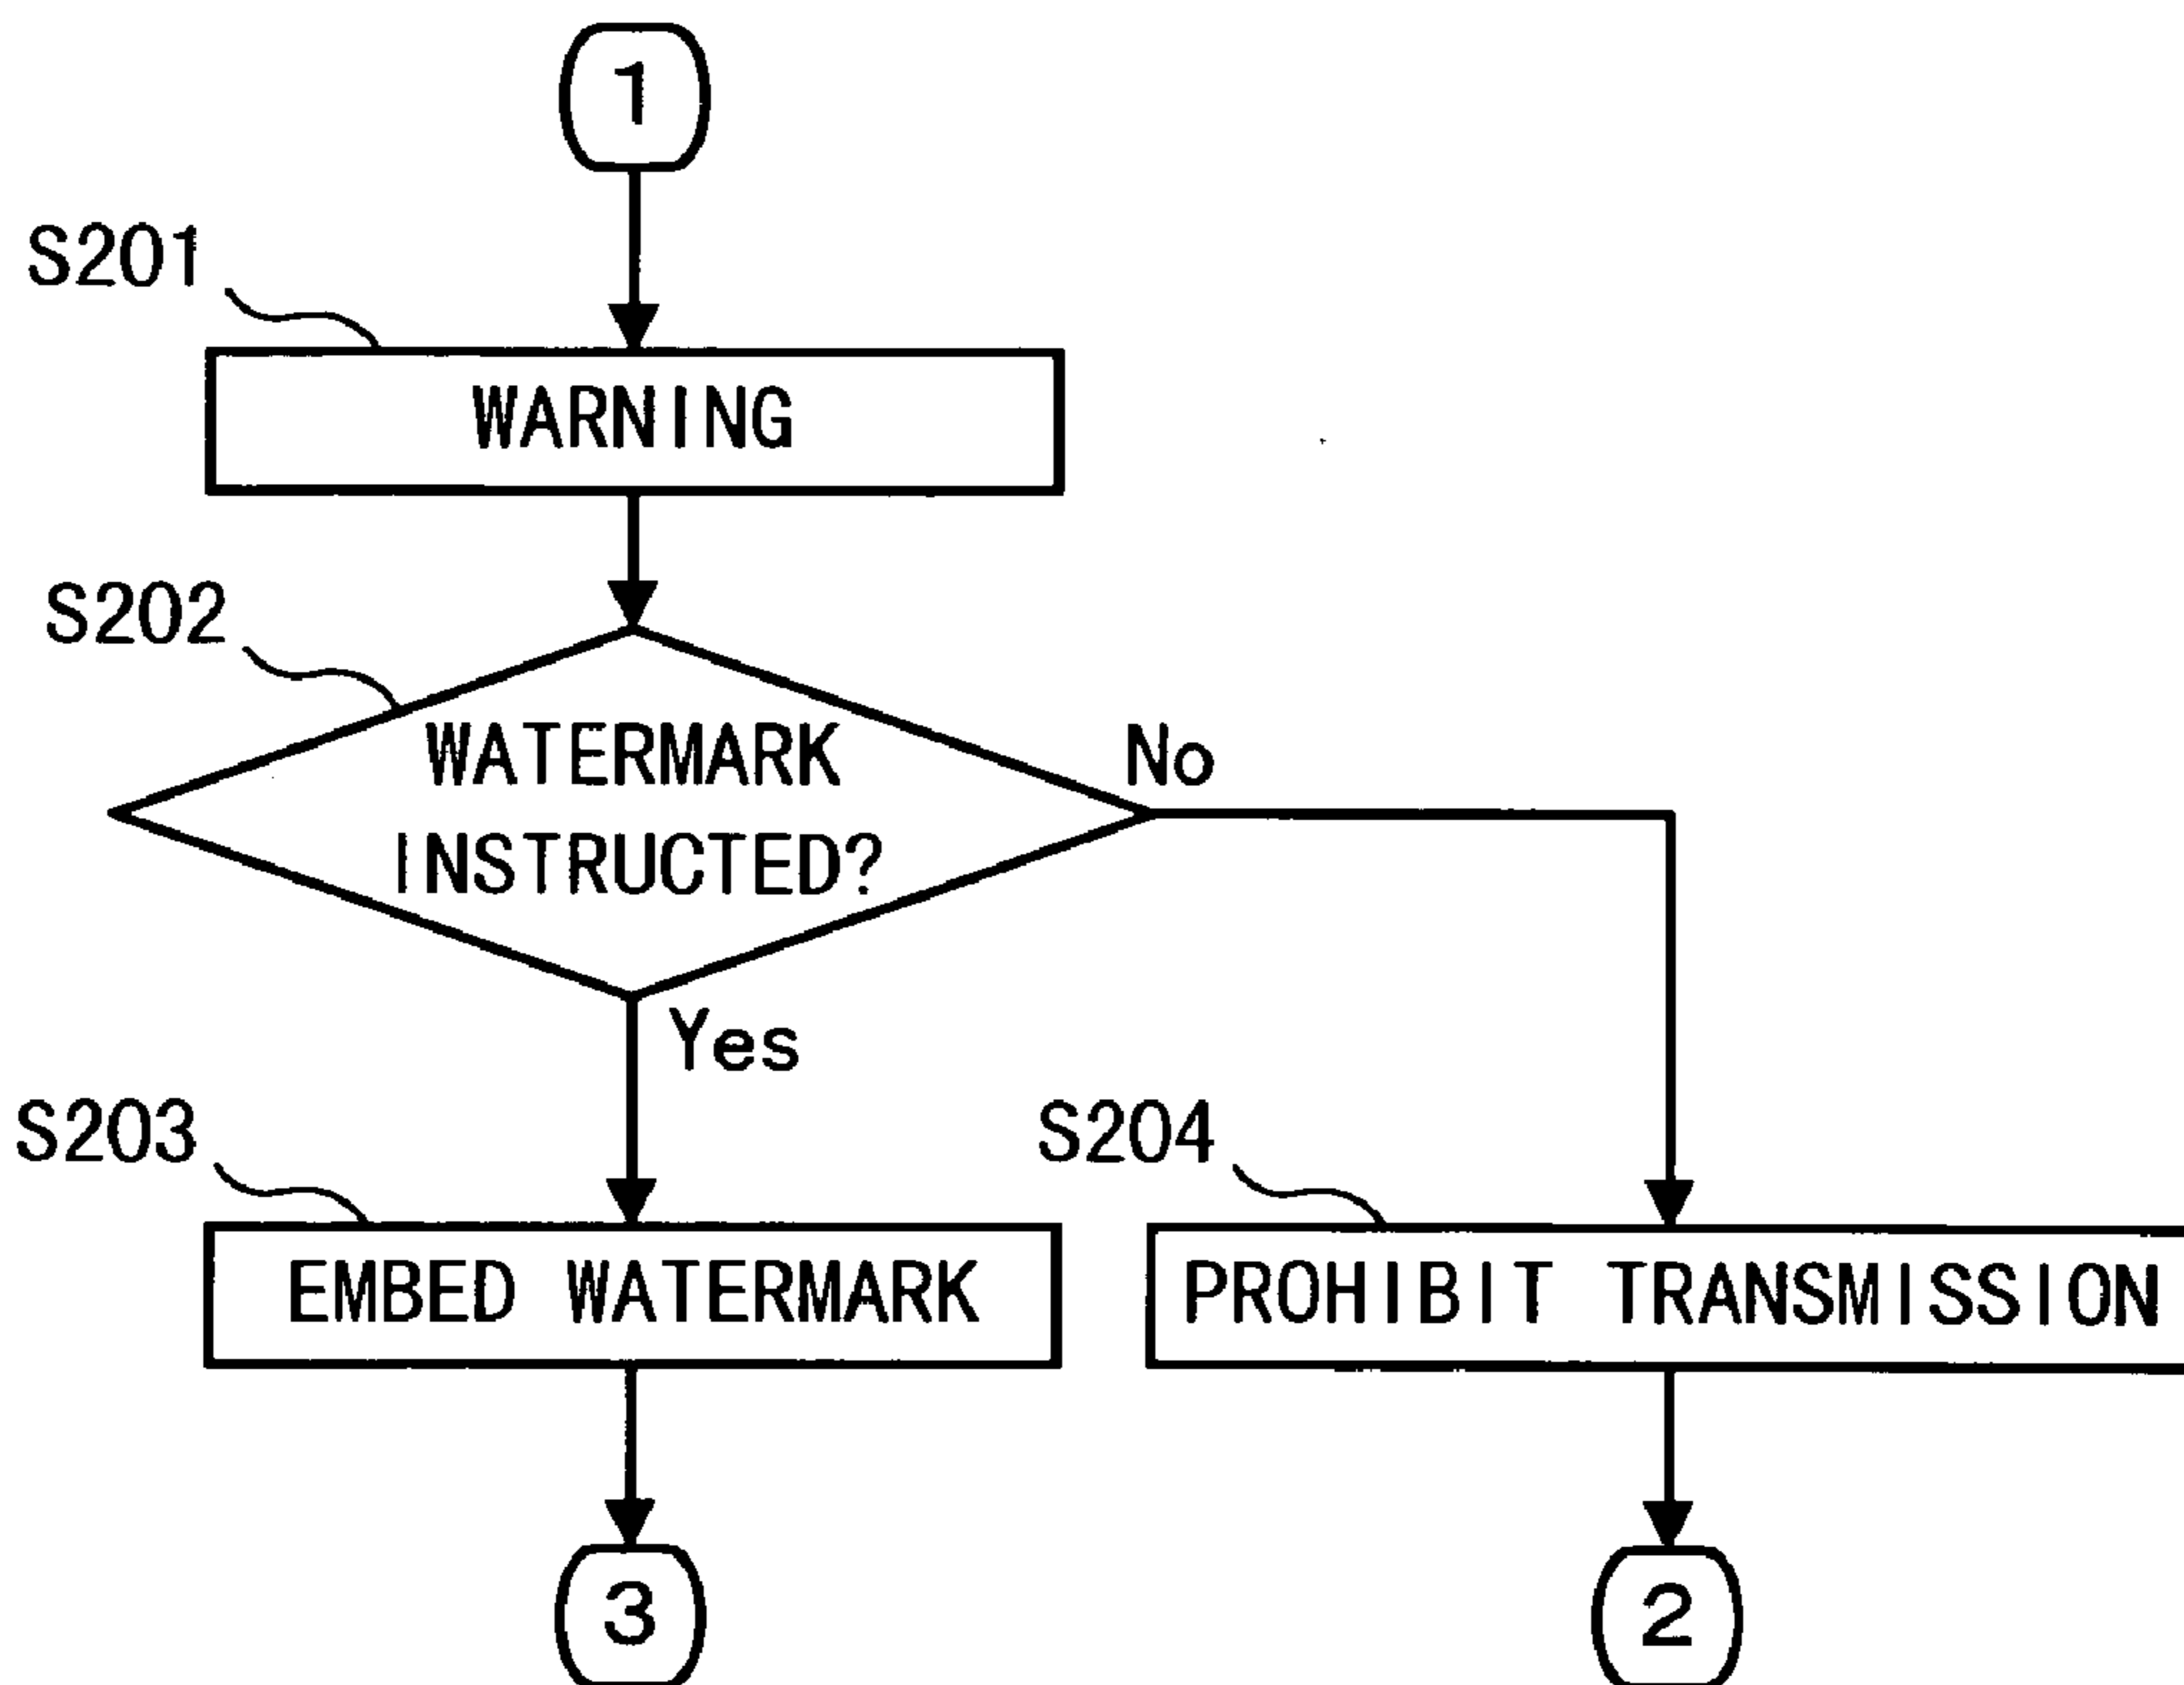 1
S201
WARNING
S202
WATERMARK
INSTRUCTED?
No
Yes
S203
EMBED WATERMARK
S204
PROHIBIT TRANSMISSION
3
2